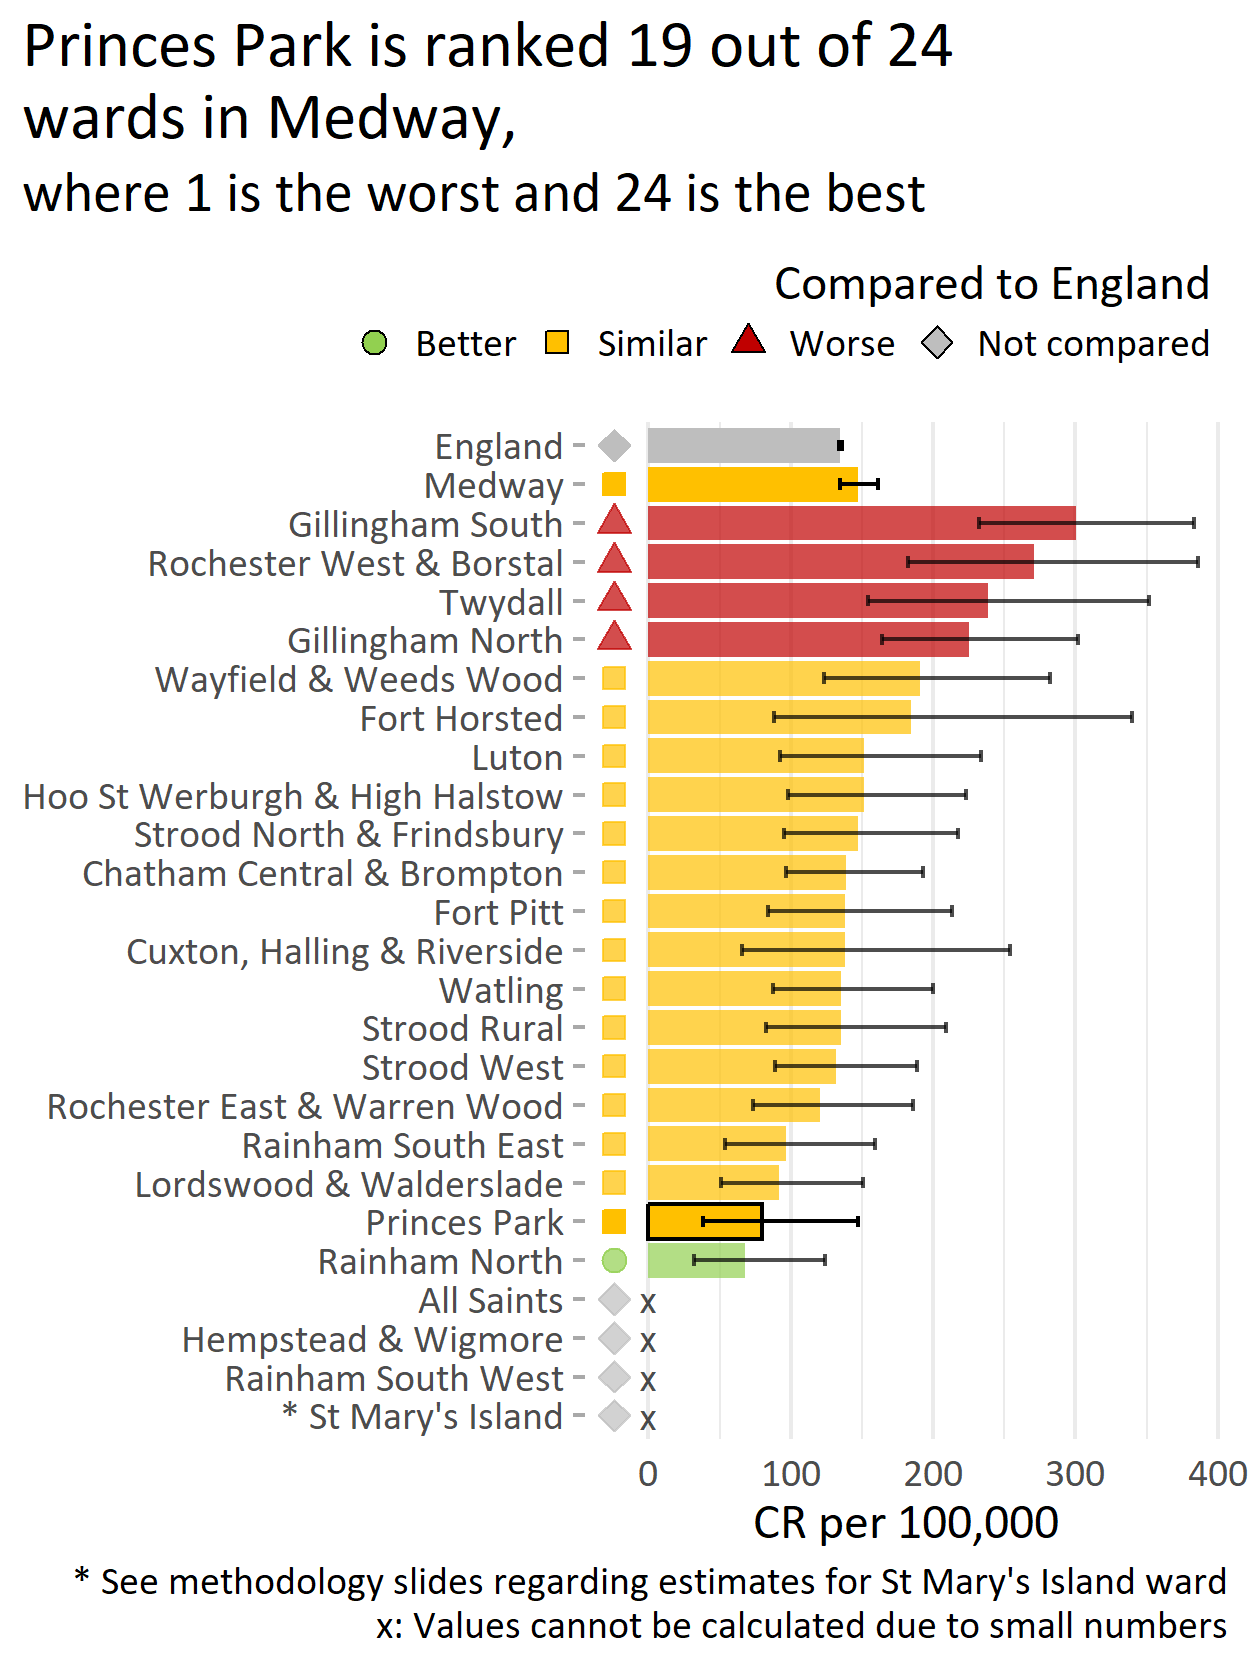 Princes Park is ranked 19 out of 24
wards in Medway,
where 1 is the worst and 24 is the best
Compared to England
Better Similar Worse Not compared
England
Medway
Gillingham South
Rochester West & Borstal
Twydall
Gillingham North
Wayfield & Weeds Wood
Fort Horsted
Luton
Hoo St Werburgh & High Halstow
Strood North & Frindsbury
Chatham Central & Brompton
Fort Pitt
Cuxton, Halling & Riverside
Watling
Strood Rural
Strood West
Rochester East & Warren Wood
Rainham South East
Lordswood & Walderslade
Princes Park
Rainham North
All Saints x
Hempstead & Wigmore x
Rainham South West x
* St Mary's Island x
0 100 200 300 400
CR per 100,000
* See methodology slides regarding estimates for St Mary's Island ward
x: Values cannot be calculated due to small numbers